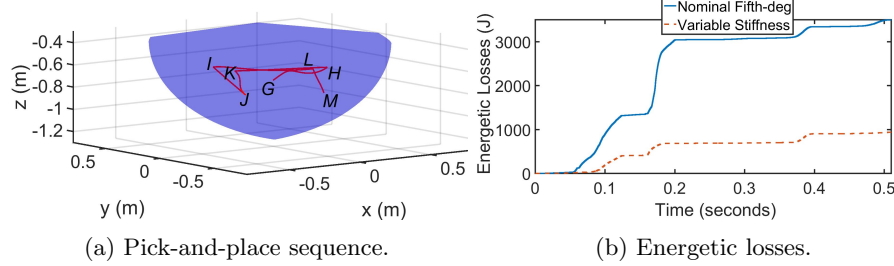 -0.4
-0.6
-0.8
-1
-1.2
z (m)
I
K
J
G
L
H
M
0.5
0
-0.5
y (m)
-0.5
0
0.5
x (m)
(a) Pick-and-place sequence.
Nominal Fifth-deg
Variable Stiffness
Energetic Losses (J)
3000
2000
1000
0
0
0.1
0.2
0.3
0.4
0.5
Time (seconds)
(b) Energetic losses.